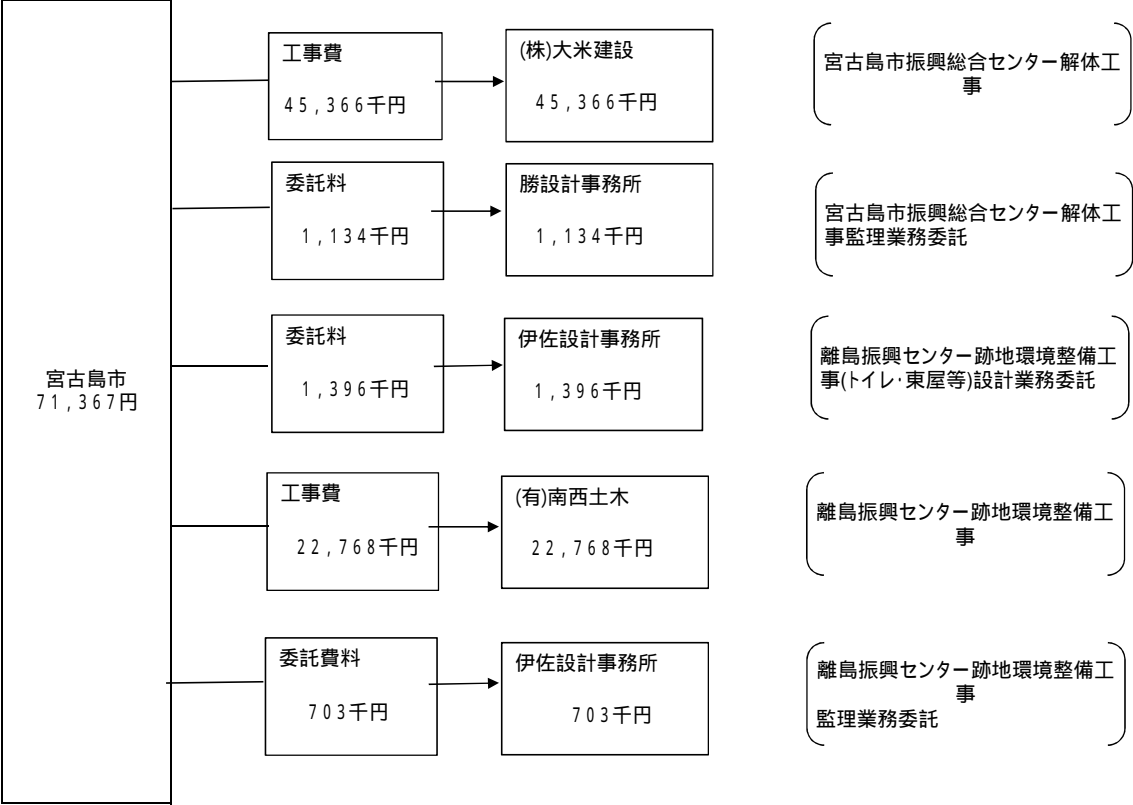 工事費
45,366千円
(株)大米建設
45,366千円
宮古島市振興総合センター解体工
事
委託料
1,134千円
勝設計事務所
1,134千円
宮古島市振興総合センター解体工
事監理業務委託
宮古島市
71,367円
委託料
1,396千円
伊佐設計事務所
1,396千円
離島振興センター跡地環境整備工
事(トイレ・東屋等)設計業務委託
工事費
22,768千円
(有)南西土木
22,768千円
離島振興センター跡地環境整備工
事
委託費料
703千円
伊佐設計事務所
703千円
離島振興センター跡地環境整備工
事
監理業務委託